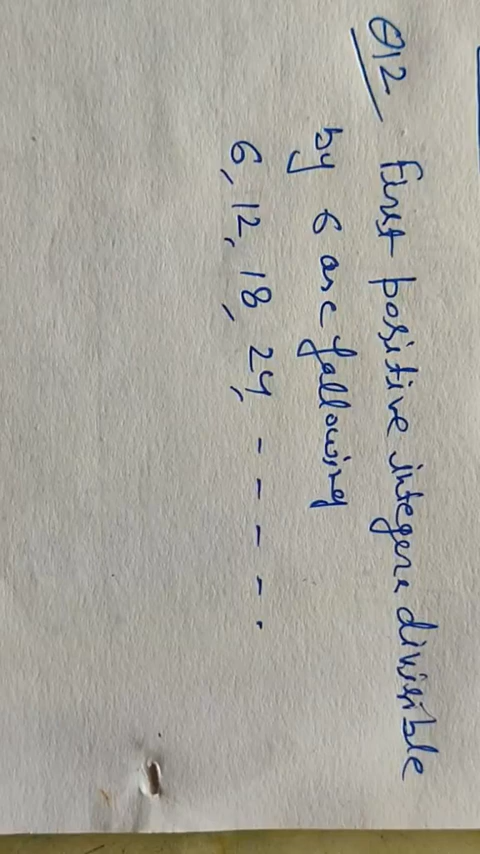 Q12 First positive integers divisible
by 6 are following
6, 12, 18, 24, - - - - .